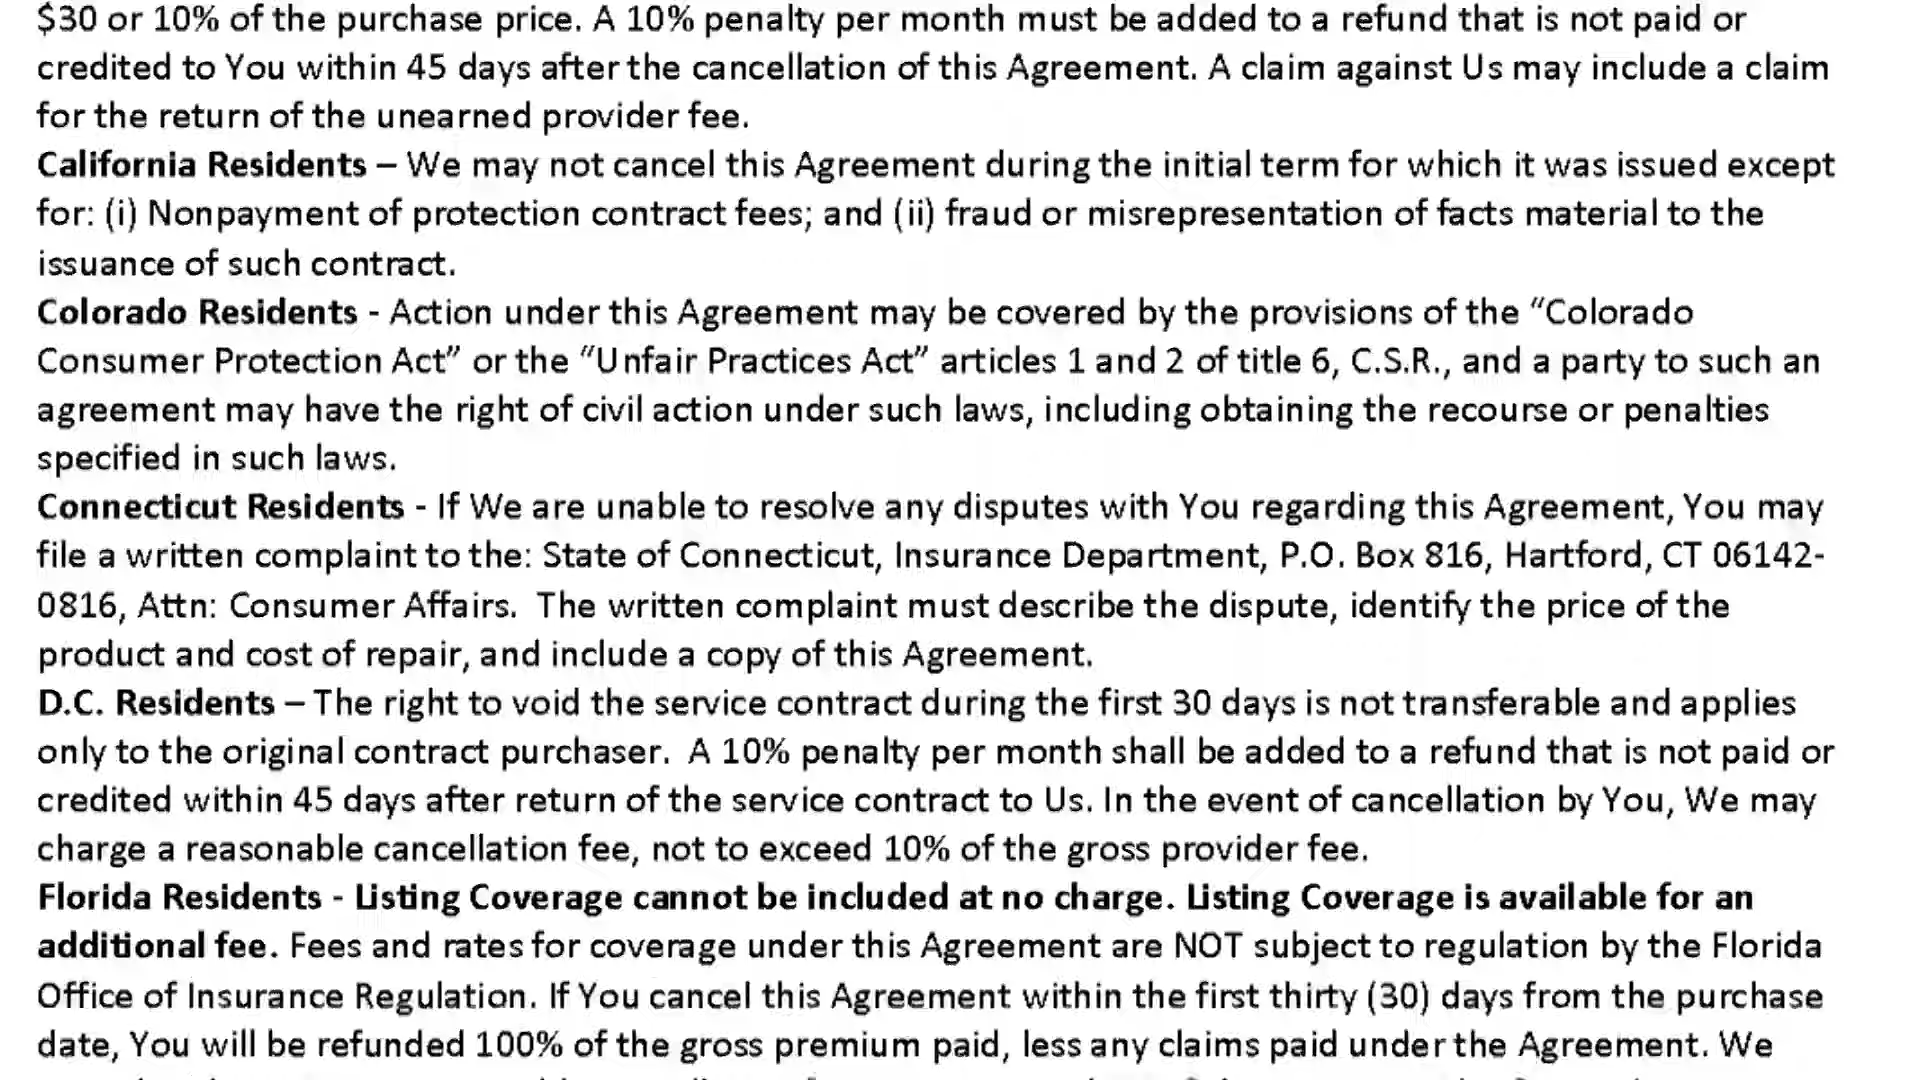 $30 or 10% of the purchase price. A 10% penalty per month must be added to a refund that is not paid or
credited to You within 45 days after the cancellation of this Agreement. A claim against Us may include a claim
for the return of the unearned provider fee.
California Residents – We may not cancel this Agreement during the initial term for which it was issued except
for: (i) Nonpayment of protection contract fees; and (ii) fraud or misrepresentation of facts material to the
issuance of such contract.
Colorado Residents - Action under this Agreement may be covered by the provisions of the “Colorado
Consumer Protection Act” or the “Unfair Practices Act” articles 1 and 2 of title 6, C.S.R., and a party to such an
agreement may have the right of civil action under such laws, including obtaining the recourse or penalties
specified in such laws.
Connecticut Residents - If We are unable to resolve any disputes with You regarding this Agreement, You may
file a written complaint to the: State of Connecticut, Insurance Department, P.O. Box 816, Hartford, CT 06142-
0816, Attn: Consumer Affairs.  The written complaint must describe the dispute, identify the price of the
product and cost of repair, and include a copy of this Agreement.
D.C. Residents – The right to void the service contract during the first 30 days is not transferable and applies
only to the original contract purchaser.  A 10% penalty per month shall be added to a refund that is not paid or
credited within 45 days after return of the service contract to Us. In the event of cancellation by You, We may
charge a reasonable cancellation fee, not to exceed 10% of the gross provider fee.
Florida Residents - Listing Coverage cannot be included at no charge. Listing Coverage is available for an
additional fee. Fees and rates for coverage under this Agreement are NOT subject to regulation by the Florida
Office of Insurance Regulation. If You cancel this Agreement within the first thirty (30) days from the purchase
date, You will be refunded 100% of the gross premium paid, less any claims paid under the Agreement. We